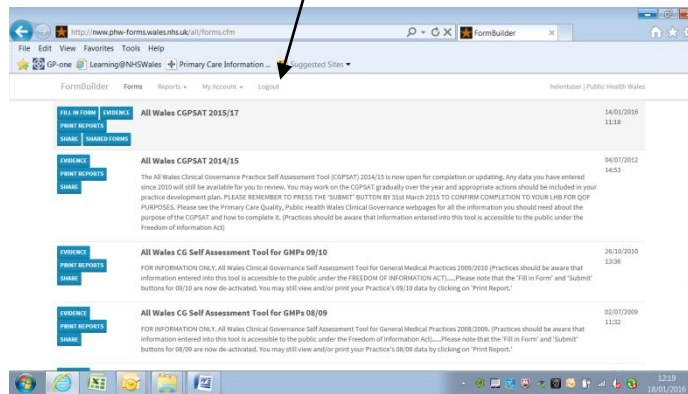 http://nww.phw-forms.wales.nhs.uk/all/forms.cfm
FormBuilder
File Edit View Favorites Tools Help
GP-one Learning@NHSWales Primary Care Information ... Suggested Sites
FormBuilder Forms Reports My Account Logout helentsser | Public Health Wales
FILL IN FORM EVIDENCE All Wales CGPSAT 2015/17 14/01/2016
PRINT REPORTS 11:18
SHARE SHARED FORMS
EVIDENCE All Wales CGPSAT 2014/15 04/07/2012
PRINT REPORTS The All Wales Clinical Governance Practice Self Assessment Tool (CGPSAT) 2014/15 is now open for completion or updating. Any data you have entered 14:53
SHARE since 2010 will still be available for you to review. You may work on the CGPSAT gradually over the year and appropriate actions should be included in your
practice development plan. PLEASE REMEMBER TO PRESS THE 'SUBMIT' BUTTON BY 31st March 2015 TO CONFIRM COMPLETION TO YOUR LHB FOR QOF
PURPOSES. Please see the Primary Care Quality, Public Health Wales Clinical Governance webpages for all the information you should need about the
purpose of the CGPSAT and how to complete it. (Practices should be aware that information entered into this tool is accessible to the public under the
Freedom of Information Act)
EVIDENCE All Wales CG Self Assessment Tool for GMPs 09/10 26/10/2010
PRINT REPORTS FOR INFORMATION ONLY. All Wales Clinical Governance Self Assessment Tool for General Medical Practices 2009/2010 (Practices should be aware that 13:36
SHARE information entered into this tool is accessible to the public under the FREEDOM OF INFORMATION ACT).....Please note that the 'Fill in Form' and 'Submit'
buttons for 09/10 are now de-activated. You may still view and/or print your Practice's 09/10 data by clicking on 'Print Report.'
EVIDENCE All Wales CG Self Assessment Tool for GMPs 08/09 02/07/2009
PRINT REPORTS FOR INFORMATION ONLY. All Wales Clinical Governance Self Assessment Tool for General Medical Practices 2008/2009. (Practices should be aware that 11:32
SHARE information entered into this tool is accessible to the public under the Freedom of Information Act)....Please note that the 'Fill in Form' and 'Submit'
buttons for 08/09 are now de-activated. You may still view and/or print your Practice's 08/09 data by clicking on 'Print Report.'
12:19
18/01/2016